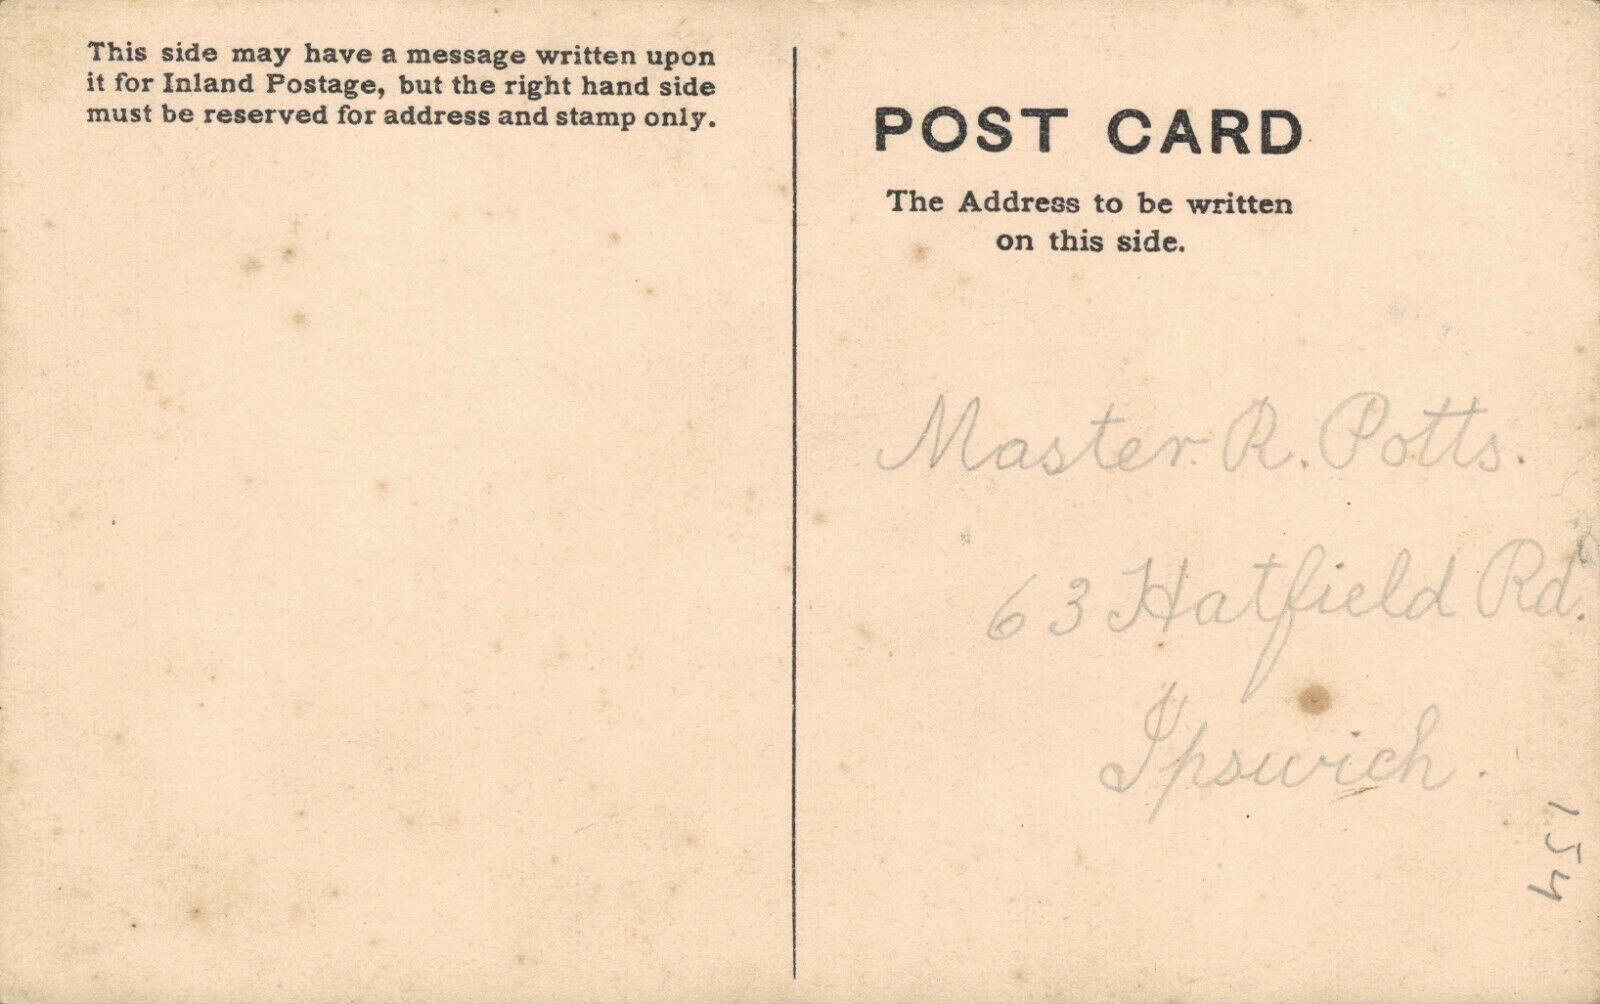 This side may have a message written upon
it for Inland Postage, but the right hand side
must be reserved for address and stamp only.
POST CARD
The Address to be written
on this side.
Master. R. Potts.
63 Hatfield Rd.
Ipswich.
154